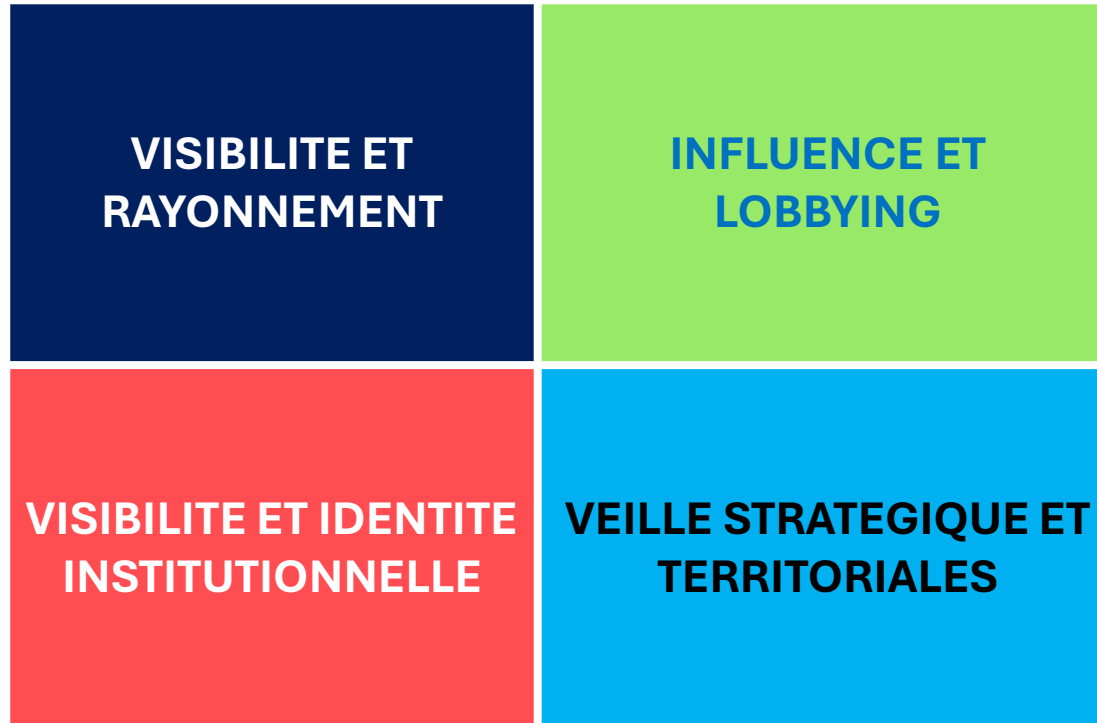 VISIBILITE ET
RAYONNEMENT
INFLUENCE ET
LOBBYING
VISIBILITE ET IDENTITE
INSTITUTIONNELLE
VEILLE STRATEGIQUE ET
TERRITORIALES